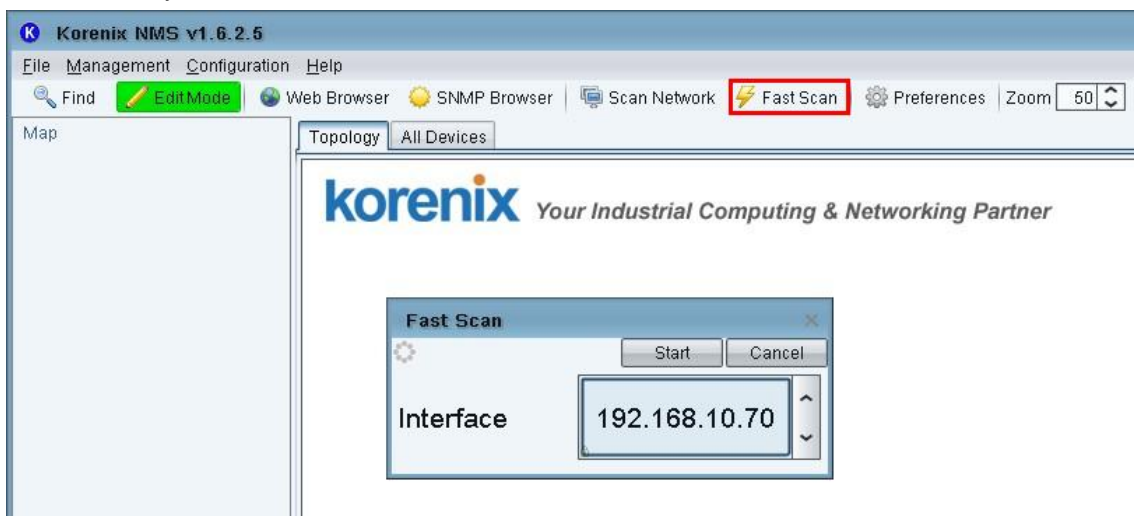 K Korenix NMS v1.6.2.5
File Management Configuration Help
Find Edit Mode Web Browser SNMP Browser Scan Network Fast Scan Preferences Zoom 50
Map
Topology All Devices
korenix Your Industrial Computing & Networking Partner
Fast Scan
Start Cancel
Interface 192.168.10.70